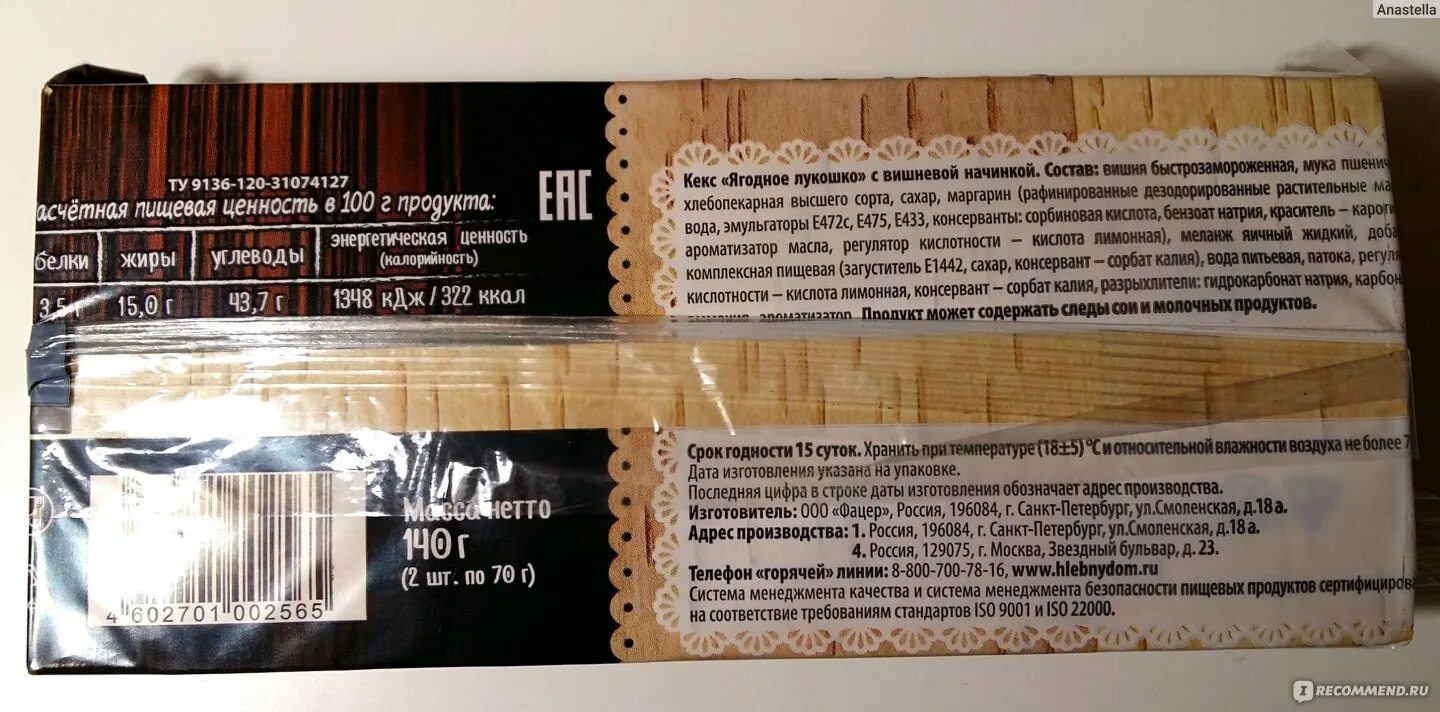 Anastella
ТУ 9136-120-31074127
асчётная пищевая ценность в 100 г продукта:
ЕАС
белки жиры углеводы энергетическая ценность
(калорийность)
3,5 г 15,0 г 43,7 г 1348 кДж / 322 ккал
Кекс «Ягодное лукошко» с вишневой начинкой. Состав: вишня быстрозамороженная, мука пшенич
хлебопекарная высшего сорта, сахар, маргарин (рафинированные дезодорированные растительные ма
вода, эмульгаторы Е472с, Е475, Е433, консерванты: сорбиновая кислота, бензоат натрия, краситель – кароти
ароматизатор масла, регулятор кислотности – кислота лимонная), меланж яичный жидкий, доба
комплексная пищевая (загуститель Е1442, сахар, консервант – сорбат калия), вода питьевая, патока, регуля
кислотности – кислота лимонная, консервант – сорбат калия, разрыхлители: гидрокарбонат натрия, карбон
ароматизатор. Продукт может содержать следы сои и молочных продуктов.
Срок годности 15 суток. Хранить при температуре (18±5) °С и относительной влажности воздуха не более 7
Дата изготовления указана на упаковке.
Последняя цифра в строке даты изготовления обозначает адрес производства.
Изготовитель: ООО «Фацер», Россия, 196084, г. Санкт-Петербург, ул.Смоленская, д.18 а.
Адрес производства: 1. Россия, 196084, г. Санкт-Петербург, ул.Смоленская, д.18 а.
4. Россия, 129075, г. Москва, Звездный бульвар, д. 23.
Телефон "горячей" линии: 8-800-700-78-16, www.hlebnydom.ru
Система менеджмента качества и система менеджмента безопасности пищевых продуктов сертифицирова
на соответствие требованиям стандартов ISO 9001 и ISO 22000.
Масса нетто
140 г
(2 шт. по 70 г)
4 602701 002565
RECOMMEND.RU